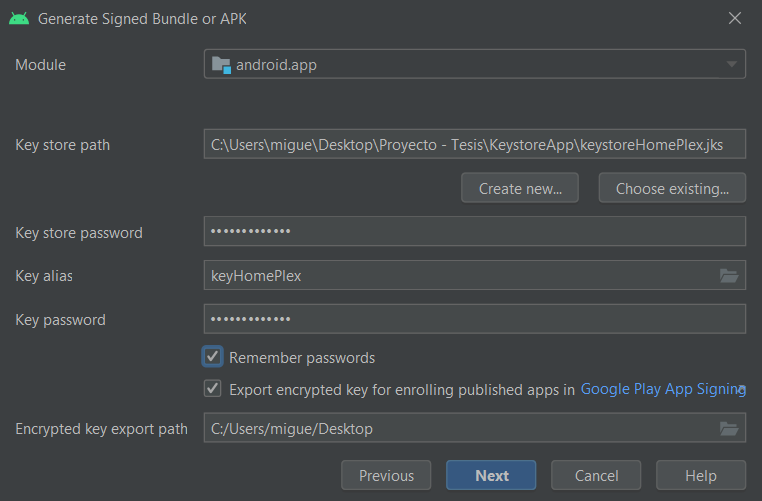 Generate Signed Bundle or APK
Module
android.app
Key store path
C:\Users\migue\Desktop\Proyecto - Tesis\KeystoreApp\keystoreHomePlex.jks
Create new...
Choose existing...
Key store password
•••••••••••••
Key alias
keyHomePlex
Key password
•••••••••••••
Remember passwords
Export encrypted key for enrolling published apps in Google Play App Signing
Encrypted key export path
C:/Users/migue/Desktop
Previous
Next
Cancel
Help